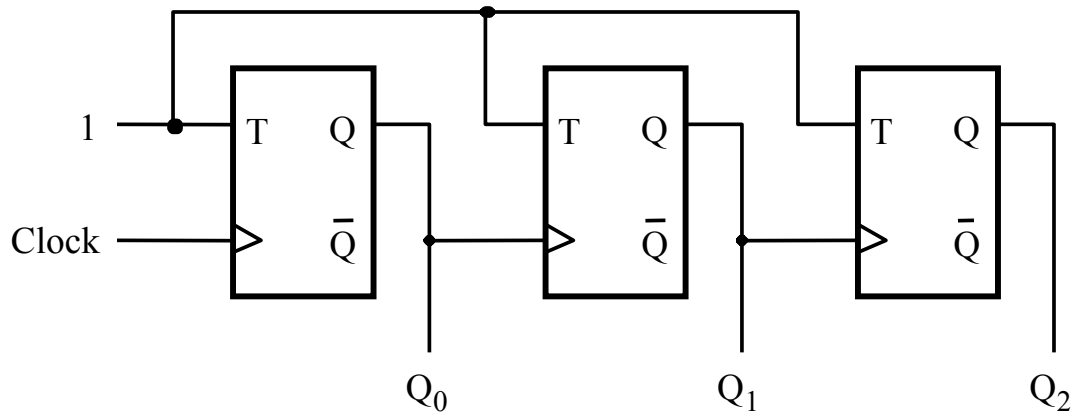 1 T Q T Q T Q
Clock Q̅ Q̅ Q̅
Q₀ Q₁ Q₂